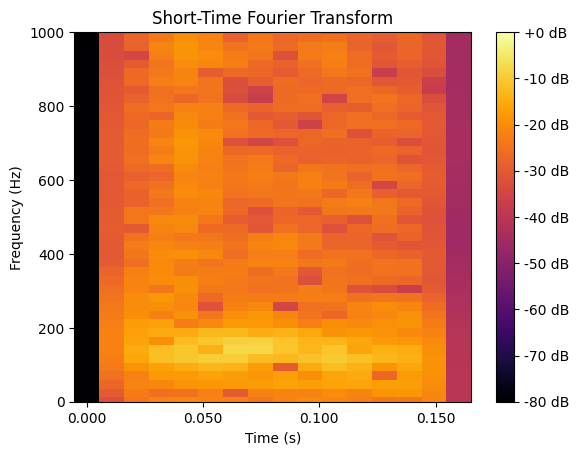 Short-Time Fourier Transform
1000
800
600
400
200
0
Frequency (Hz)
0.000
0.050
0.100
0.150
Time (s)
+0 dB
-10 dB
-20 dB
-30 dB
-40 dB
-50 dB
-60 dB
-70 dB
-80 dB